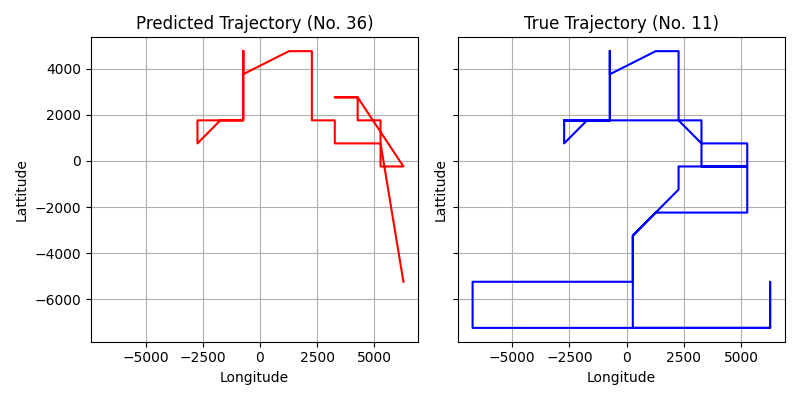 Predicted Trajectory (No. 36)
True Trajectory (No. 11)
4000
2000
0
−2000
−4000
−6000
Lattitude
Lattitude
−5000 −2500 0 2500 5000
−5000 −2500 0 2500 5000
Longitude
Longitude